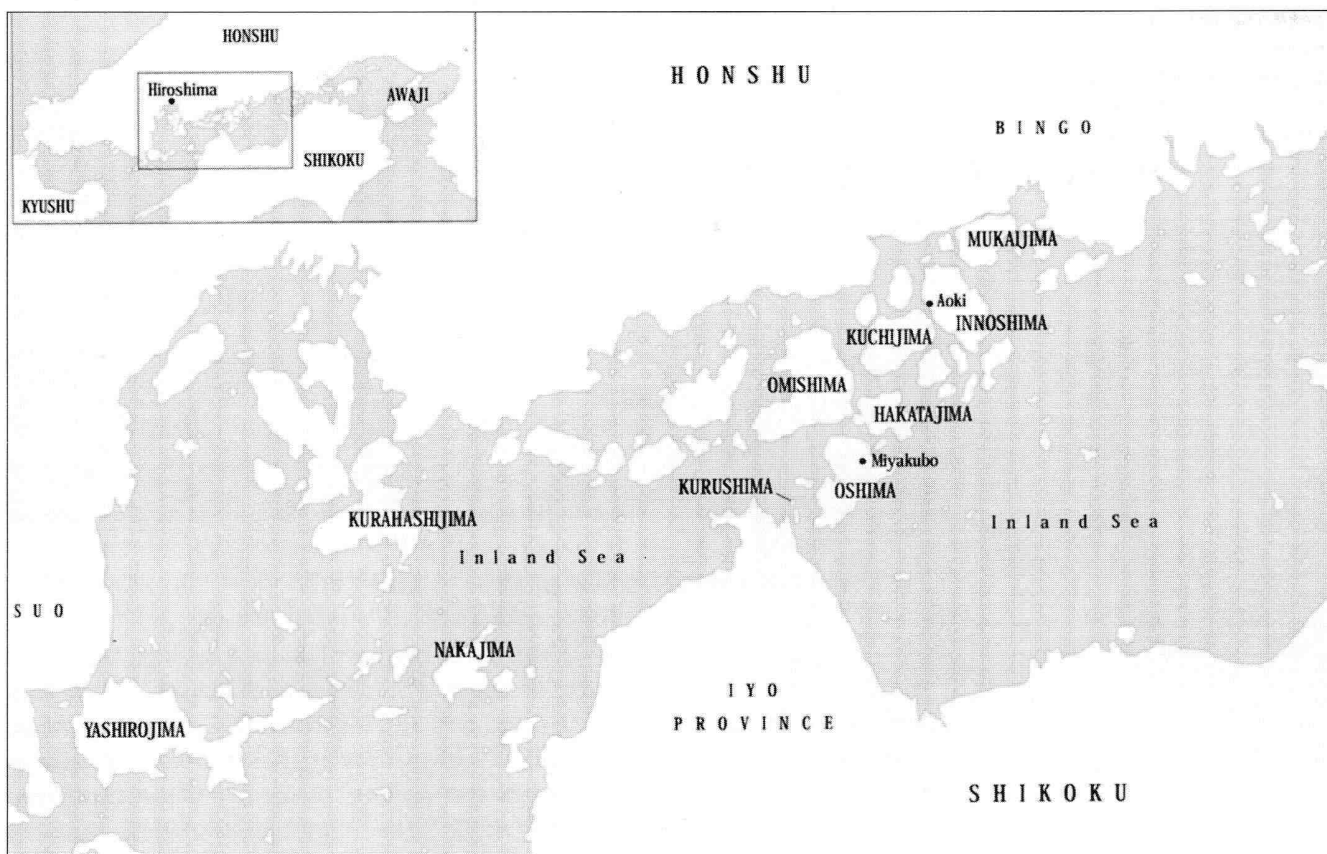 HONSHU
Hiroshima
AWAJI
SHIKOKU
KYUSHU
HONSHU
BINGO
MUKAIJIMA
Aoki
INNOSHIMA
KUCHIJIMA
OMISHIMA
HAKATAJIMA
Miyakubo
KURUSHIMA
OSHIMA
KURAHASHIJIMA
Inland Sea
Inland Sea
SUO
NAKAJIMA
IYO
PROVINCE
YASHIROJIMA
SHIKOKU